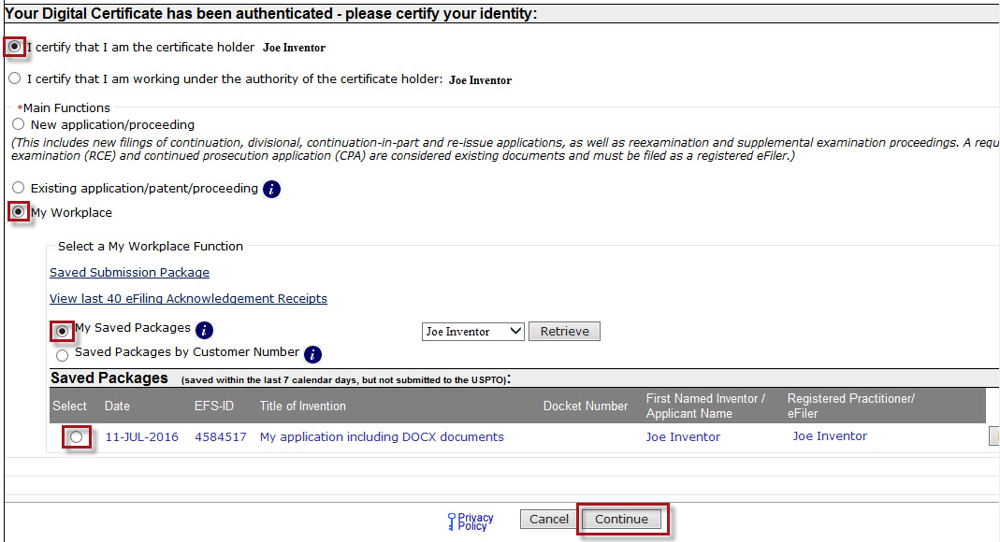 Your Digital Certificate has been authenticated - please certify your identity:
I certify that I am the certificate holder Joe Inventor
I certify that I am working under the authority of the certificate holder: Joe Inventor
*Main Functions
New application/proceeding
(This includes new filings of continuation, divisional, continuation-in-part and re-issue applications, as well as reexamination and supplemental examination proceedings. A requ
examination (RCE) and continued prosecution application (CPA) are considered existing documents and must be filed as a registered eFiler.)
Existing application/patent/proceeding i
My Workplace
Select a My Workplace Function
Saved Submission Package
View last 40 eFiling Acknowledgement Receipts
My Saved Packages i Joe Inventor Retrieve
Saved Packages by Customer Number i
Saved Packages (saved within the last 7 calendar days, but not submitted to the USPTO):
Select Date EFS-ID Title of Invention Docket Number First Named Inventor / Applicant Name Registered Practitioner/ eFiler
11-JUL-2016 4584517 My application including DOCX documents Joe Inventor Joe Inventor
Privacy
Policy
Cancel Continue